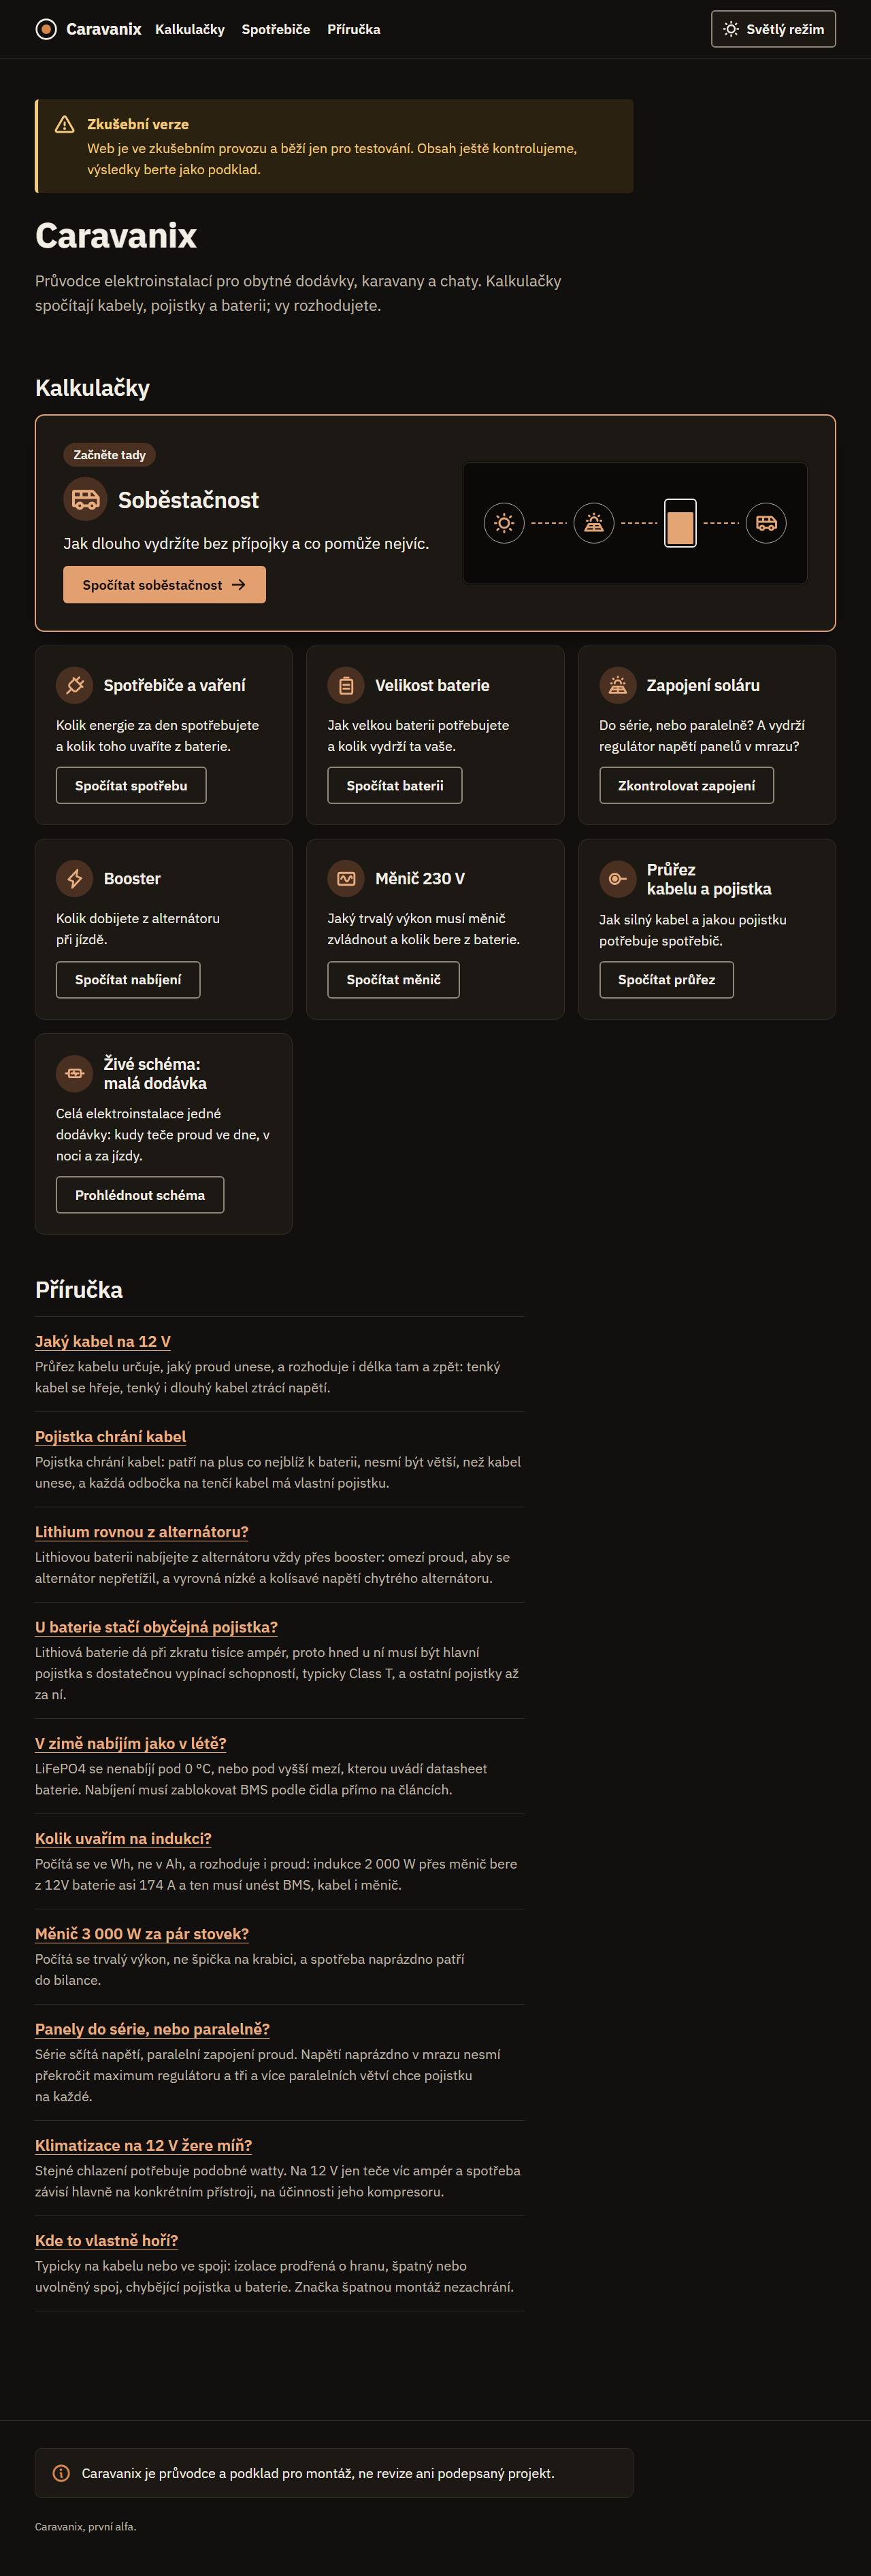 Caravanix Kalkulačky Spotřebiče Příručka Světlý režim
Zkušební verze
Web je ve zkušebním provozu a běží jen pro testování. Obsah ještě kontrolujeme,
výsledky berte jako podklad.
Caravanix
Průvodce elektroinstalací pro obytné dodávky, karavany a chaty. Kalkulačky
spočítají kabely, pojistky a baterii; vy rozhodujete.
Kalkulačky
Začněte tady
Soběstačnost
Jak dlouho vydržíte bez přípojky a co pomůže nejvíc.
Spočítat soběstačnost
Spotřebiče a vaření
Kolik energie za den spotřebujete
a kolik toho uvaříte z baterie.
Spočítat spotřebu
Velikost baterie
Jak velkou baterii potřebujete
a kolik vydrží ta vaše.
Spočítat baterii
Zapojení soláru
Do série, nebo paralelně? A vydrží
regulátor napětí panelů v mrazu?
Zkontrolovat zapojení
Booster
Kolik dobijete z alternátoru
při jízdě.
Spočítat nabíjení
Měnič 230 V
Jaký trvalý výkon musí měnič
zvládnout a kolik bere z baterie.
Spočítat měnič
Průřez
kabelu a pojistka
Jak silný kabel a jakou pojistku
potřebuje spotřebič.
Spočítat průřez
Živé schéma:
malá dodávka
Celá elektroinstalace jedné
dodávky: kudy teče proud ve dne, v
noci a za jízdy.
Prohlédnout schéma
Příručka
Jaký kabel na 12 V
Průřez kabelu určuje, jaký proud unese, a rozhoduje i délka tam a zpět: tenký
kabel se hřeje, tenký i dlouhý kabel ztrácí napětí.
Pojistka chrání kabel
Pojistka chrání kabel: patří na plus co nejblíž k baterii, nesmí být větší, než kabel
unese, a každá odbočka na tenčí kabel má vlastní pojistku.
Lithium rovnou z alternátoru?
Lithiovou baterii nabíjejte z alternátoru vždy přes booster: omezí proud, aby se
alternátor nepřetížil, a vyrovná nízké a kolísavé napětí chytrého alternátoru.
U baterie stačí obyčejná pojistka?
Lithiová baterie dá při zkratu tisíce ampér, proto hned u ní musí být hlavní
pojistka s dostatečnou vypínací schopností, typicky Class T, a ostatní pojistky až
za ní.
V zimě nabíjím jako v létě?
LiFePO4 se nenabíjí pod 0 °C, nebo pod vyšší mezí, kterou uvádí datasheet
baterie. Nabíjení musí zablokovat BMS podle čidla přímo na článcích.
Kolik uvařím na indukci?
Počítá se ve Wh, ne v Ah, a rozhoduje i proud: indukce 2 000 W přes měnič bere
z 12V baterie asi 174 A a ten musí unést BMS, kabel i měnič.
Měnič 3 000 W za pár stovek?
Počítá se trvalý výkon, ne špička na krabici, a spotřeba naprázdno patří
do bilance.
Panely do série, nebo paralelně?
Série sčítá napětí, paralelní zapojení proud. Napětí naprázdno v mrazu nesmí
překročit maximum regulátoru a tři a více paralelních větví chce pojistku
na každé.
Klimatizace na 12 V žere míň?
Stejné chlazení potřebuje podobné watty. Na 12 V jen teče víc ampér a spotřeba
závisí hlavně na konkrétním přístroji, na účinnosti jeho kompresoru.
Kde to vlastně hoří?
Typicky na kabelu nebo ve spoji: izolace prodřená o hranu, špatný nebo
uvolněný spoj, chybějící pojistka u baterie. Značka špatnou montáž nezachrání.
Caravanix je průvodce a podklad pro montáž, ne revize ani podepsaný projekt.
Caravanix, první alfa.